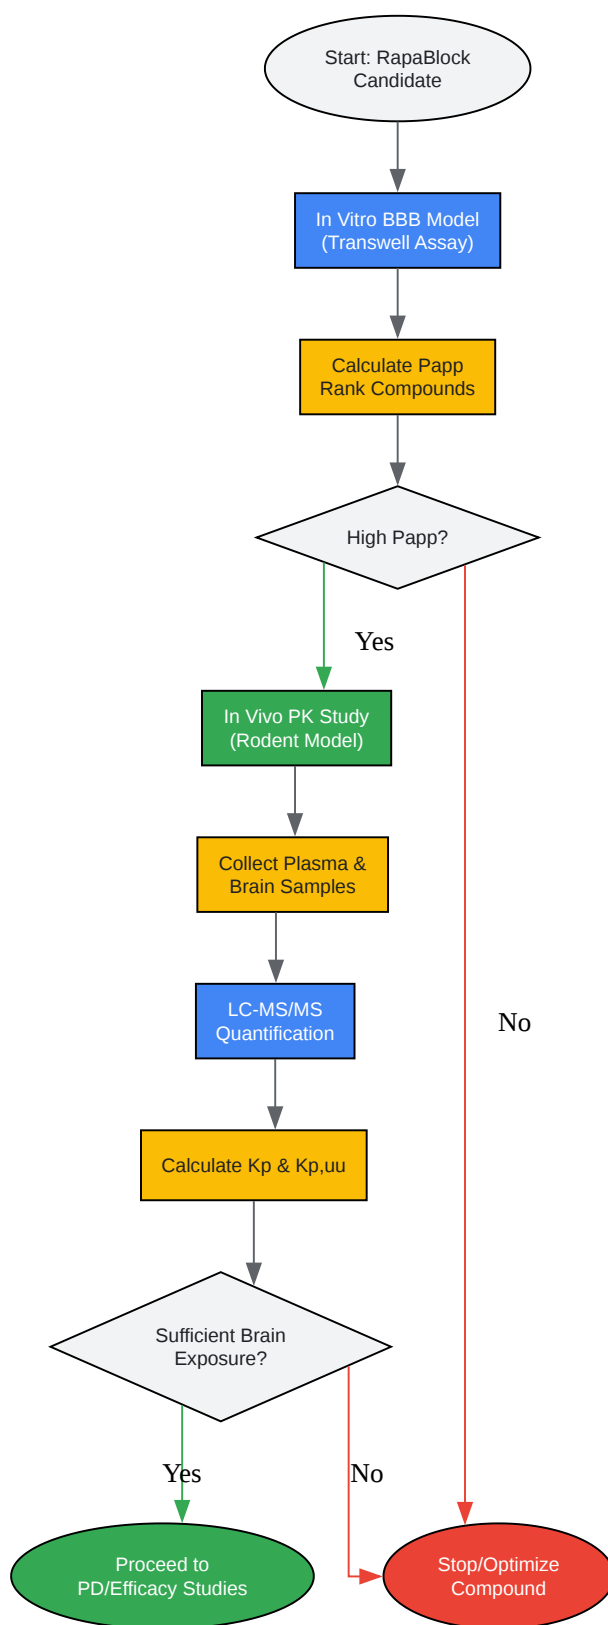 Start: RapaBlock
Candidate
In Vitro BBB Model
(Transwell Assay)
Calculate Papp
Rank Compounds
High Papp?
Yes
In Vivo PK Study
(Rodent Model)
Collect Plasma &
Brain Samples
LC-MS/MS
Quantification
No
Calculate Kp & Kp,uu
Sufficient Brain
Exposure?
Yes
No
Proceed to
PD/Efficacy Studies
Stop/Optimize
Compound